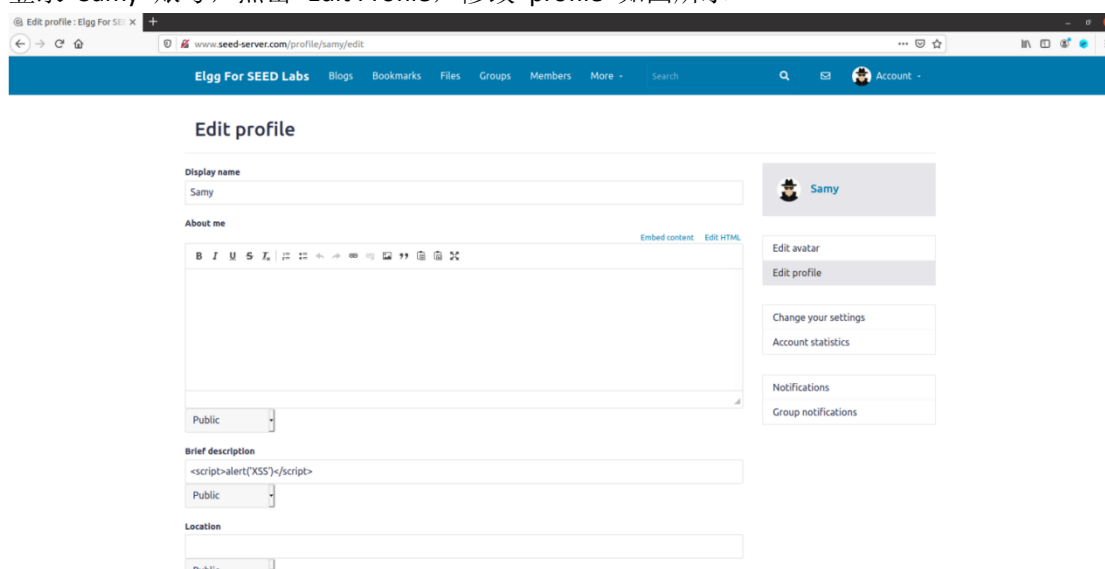 Edit profile : Elgg For SE
www.seed-server.com/profile/samy/edit
Elgg For SEED Labs Blogs Bookmarks Files Groups Members More Search Account
Edit profile
Display name
Samy
Samy
About me
Embed content Edit HTML
B I U S Tx
Edit avatar
Edit profile
Change your settings
Account statistics
Notifications
Group notifications
Public
Brief description
<script>alert('XSS')</script>
Public
Location